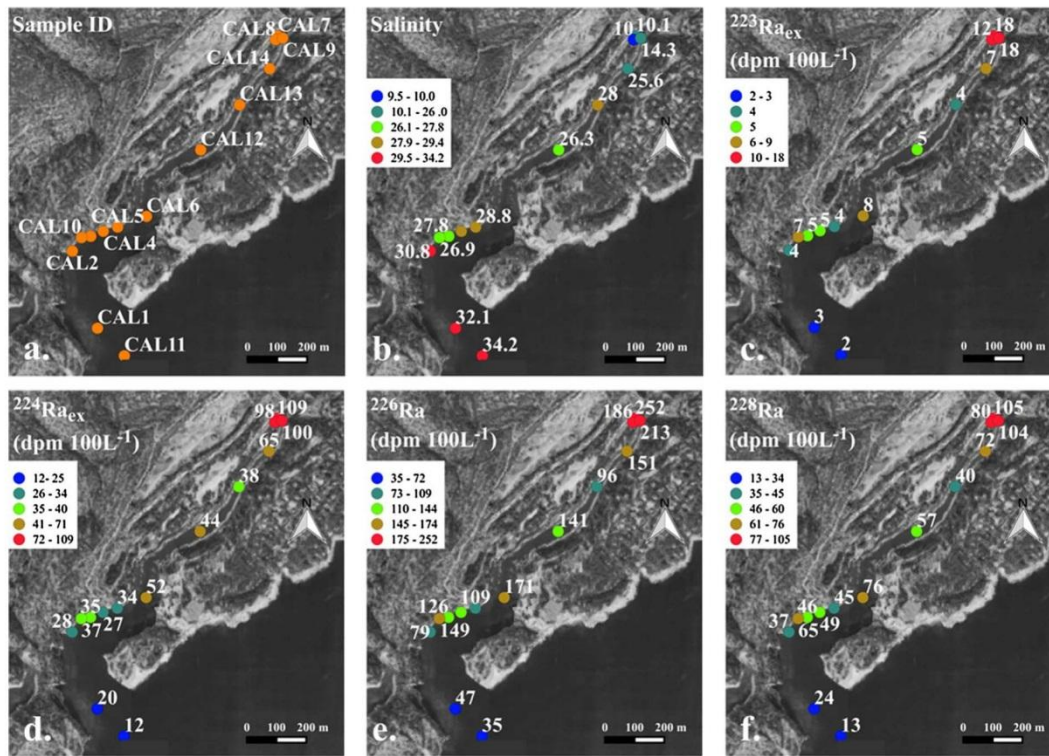 Sample ID
CAL8 CAL7
CAL9
CAL14
CAL13
CAL12
N
CAL6
CAL5
CAL10
CAL4
CAL2
CAL1
CAL11
a.
0 100 200 m
Salinity
9.5 - 10.0
10.1 - 26 .0
26.1 - 27.8
27.9 - 29.4
29.5 - 34.2
10 10.1
14.3
25.6
28
26.3
N
27.8 28.8
30.8 26.9
32.1
34.2
b.
0 100 200 m
223Raex
(dpm 100L-1)
2 - 3
4
5
6 - 9
10 - 18
12 18
18
7
4
5
N
8
7 5 5 4
4
3
2
c.
0 100 200 m
224Raex
(dpm 100L-1)
12- 25
26 - 34
35 - 40
41 - 71
72 - 109
98 109
100
65
38
44
N
52
35 34
28 37 27
20
12
d.
0 100 200 m
226Ra
(dpm 100L-1)
35 - 72
73 - 109
110 - 144
145 - 174
175 - 252
186 252
213
151
96
141
N
171
126 109
79 149
47
35
e.
0 100 200 m
228Ra
(dpm 100L-1)
13 - 34
35 - 45
46 - 60
61 - 76
77 - 105
80 105
104
72
40
57
N
76
46 45
37 65 49
24
13
f.
0 100 200 m